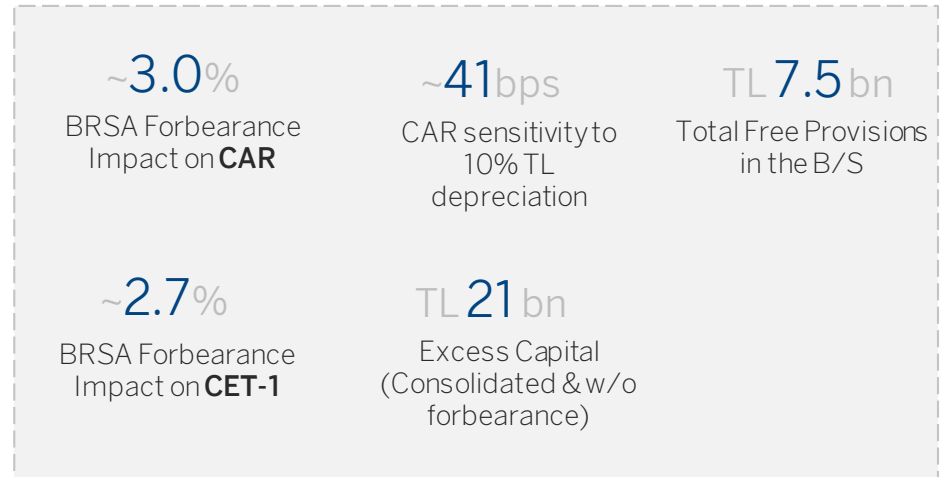 ~3.0%
BRSA Forbearance
Impact on CAR
~41bps
CAR sensitivity to
10% TL
depreciation
TL 7.5 bn
Total Free Provisions
in the B/S
~2.7%
BRSA Forbearance
Impact on CET-1
TL 21 bn
Excess Capital
(Consolidated & w/o
forbearance)